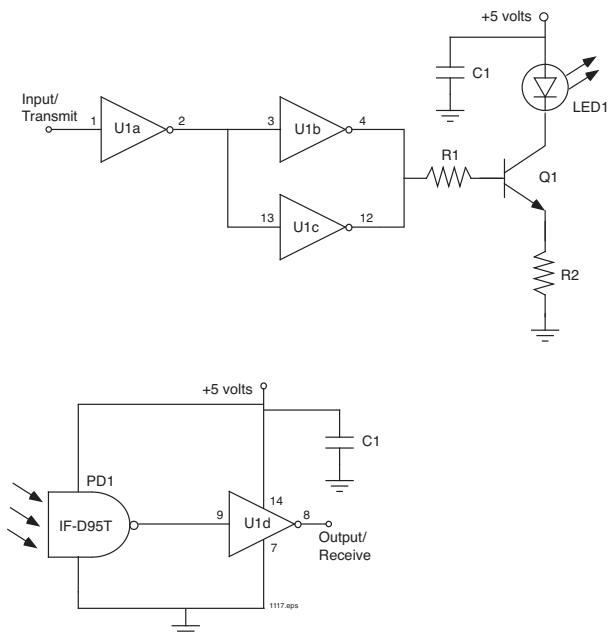 +5 volts
C1
LED1
Input/
Transmit
1
U1a
2
3
U1b
4
R1
Q1
13
U1c
12
R2
+5 volts
C1
PD1
IF-D95T
9
U1d
14
8
7
Output/
Receive
1117.eps